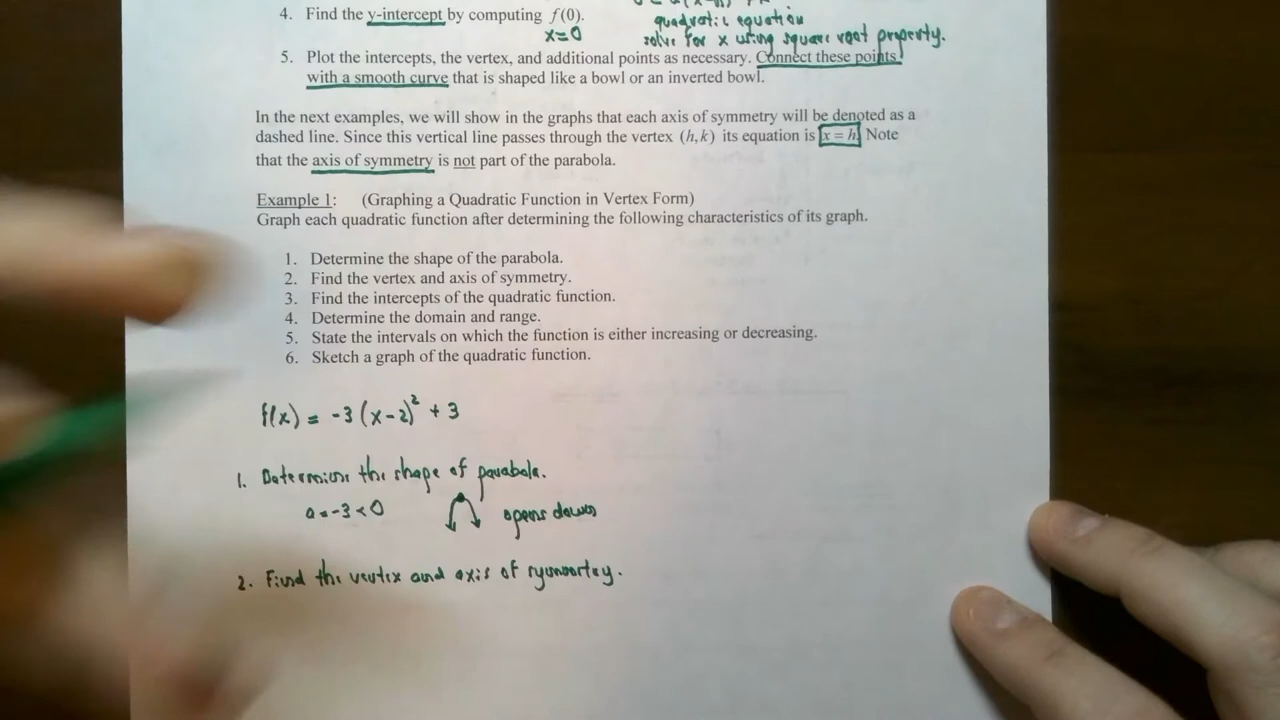 4. Find the y-intercept by computing f(0).
x=0
quadratic equation
solve for x using square root property.
5. Plot the intercepts, the vertex, and additional points as necessary. Connect these points
with a smooth curve that is shaped like a bowl or an inverted bowl.
In the next examples, we will show in the graphs that each axis of symmetry will be denoted as a
dashed line. Since this vertical line passes through the vertex (h,k) its equation is x = h. Note
that the axis of symmetry is not part of the parabola.
Example 1: (Graphing a Quadratic Function in Vertex Form)
Graph each quadratic function after determining the following characteristics of its graph.
1. Determine the shape of the parabola.
2. Find the vertex and axis of symmetry.
3. Find the intercepts of the quadratic function.
4. Determine the domain and range.
5. State the intervals on which the function is either increasing or decreasing.
6. Sketch a graph of the quadratic function.
f(x) = -3(x-2)² + 3
1. Determine the shape of parabola.
a=-3<0 opens down
2. Find the vertex and axis of symmetry.